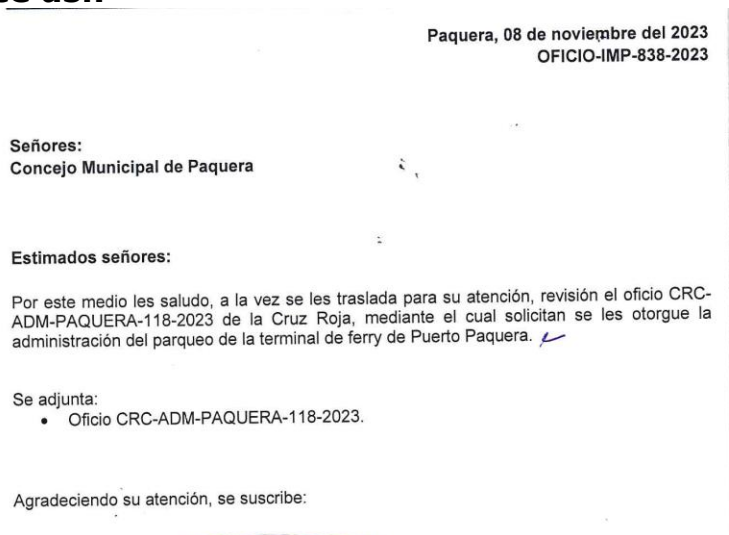 Paquera, 08 de noviembre del 2023
OFICIO-IMP-838-2023
Señores:
Concejo Municipal de Paquera
Estimados señores:
Por este medio les saludo, a la vez se les traslada para su atención, revisión el oficio CRC-
ADM-PAQUERA-118-2023 de la Cruz Roja, mediante el cual solicitan se les otorgue la
administración del parqueo de la terminal de ferry de Puerto Paquera.
Se adjunta:
• Oficio CRC-ADM-PAQUERA-118-2023.
Agradeciendo su atención, se suscribe: